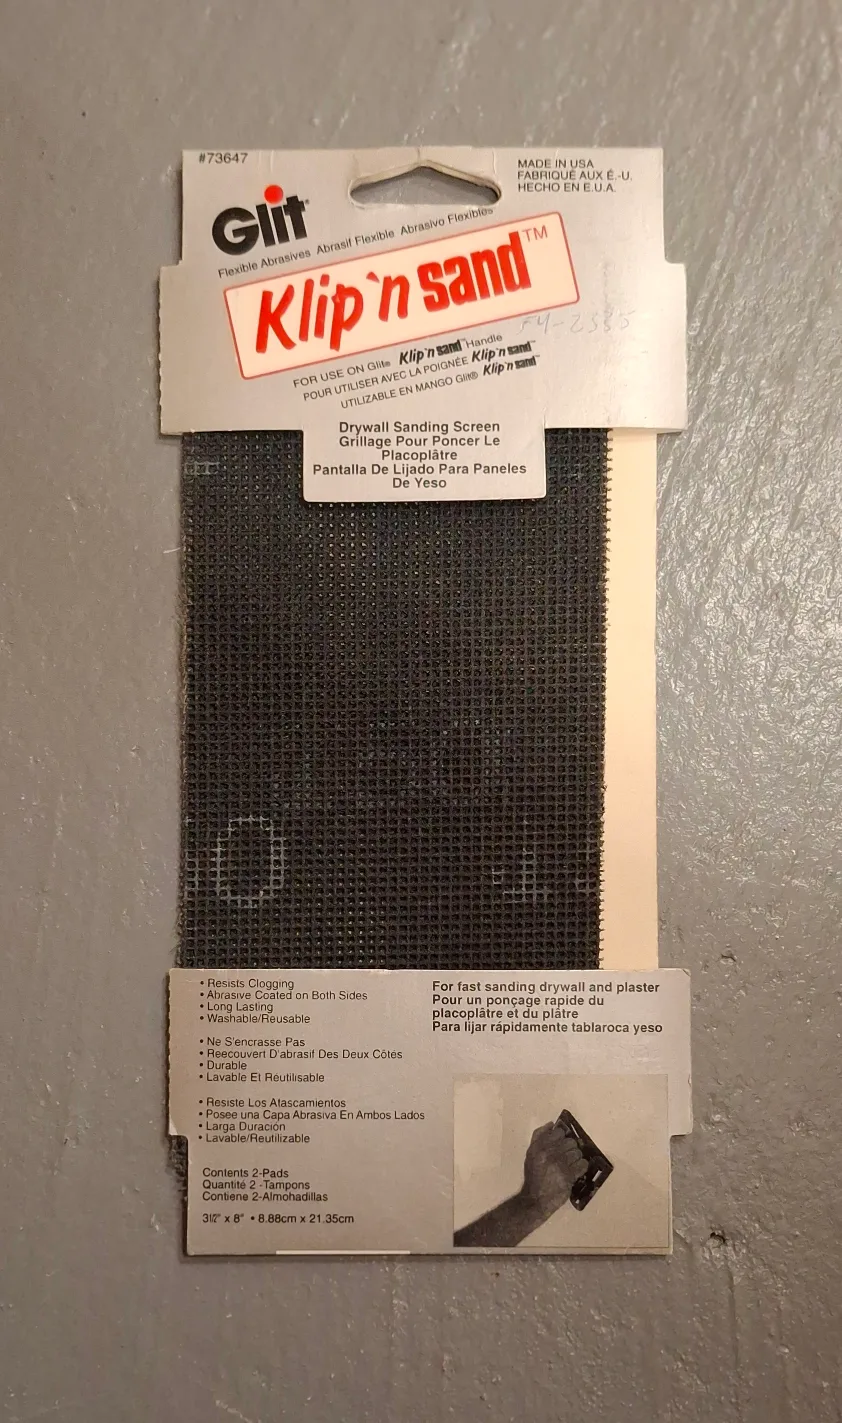 #73647
MADE IN USA
FABRIQUÉ AUX É.-U.
HECHO EN E.U.A.
Glit®
Flexible Abrasives Abrasif Flexible Abrasivo Flexibles
Klip'n sand™
FOR USE ON Glit® Klip'n sand™ Handle
POUR UTILISER AVEC LA POIGNÉE Klip'n sand™
UTILIZABLE EN MANGO Glit® Klip'n sand™
Drywall Sanding Screen
Grillage Pour Poncer Le
Placoplâtre
Pantalla De Lijado Para Paneles
De Yeso
0
• Resists Clogging
• Abrasive Coated on Both Sides
• Long Lasting
• Washable/Reusable
• Ne S'encrasse Pas
• Reecouvert D'abrasif Des Deux Côtes
• Durable
• Lavable Et Réutilisable
• Resiste Los Atascamientos
• Posee una Capa Abrasiva En Ambos Lados
• Larga Duración
• Lavable/Reutilizable
Contents 2-Pads
Quantité 2 -Tampons
Contiene 2-Almohadillas
3 1/2" x 8" • 8.88cm x 21.35cm
For fast sanding drywall and plaster
Pour un ponçage rapide du
placoplâtre et du plâtre
Para lijar rápidamente tablaroca yeso